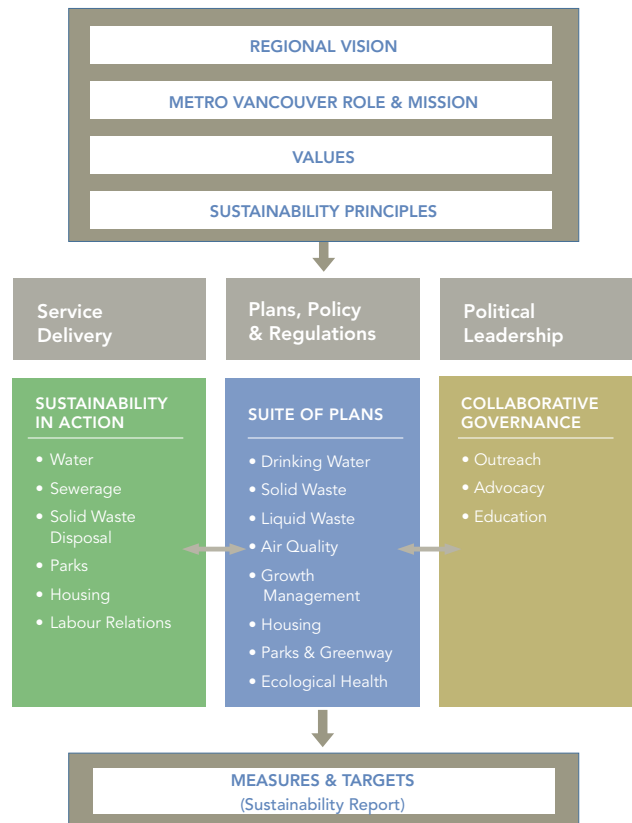 REGIONAL VISION
METRO VANCOUVER ROLE & MISSION
VALUES
SUSTAINABILITY PRINCIPLES
Service
Delivery
Plans, Policy
& Regulations
Political
Leadership
SUSTAINABILITY
IN ACTION
• Water
• Sewerage
• Solid Waste
Disposal
• Parks
• Housing
• Labour Relations
SUITE OF PLANS
• Drinking Water
• Solid Waste
• Liquid Waste
• Air Quality
• Growth
Management
• Housing
• Parks & Greenway
• Ecological Health
COLLABORATIVE
GOVERNANCE
• Outreach
• Advocacy
• Education
MEASURES & TARGETS
(Sustainability Report)